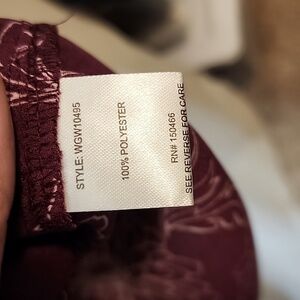 STYLE: WGW10495
100% POLYESTER
RN# 150466
SEE REVERSE FOR CARE